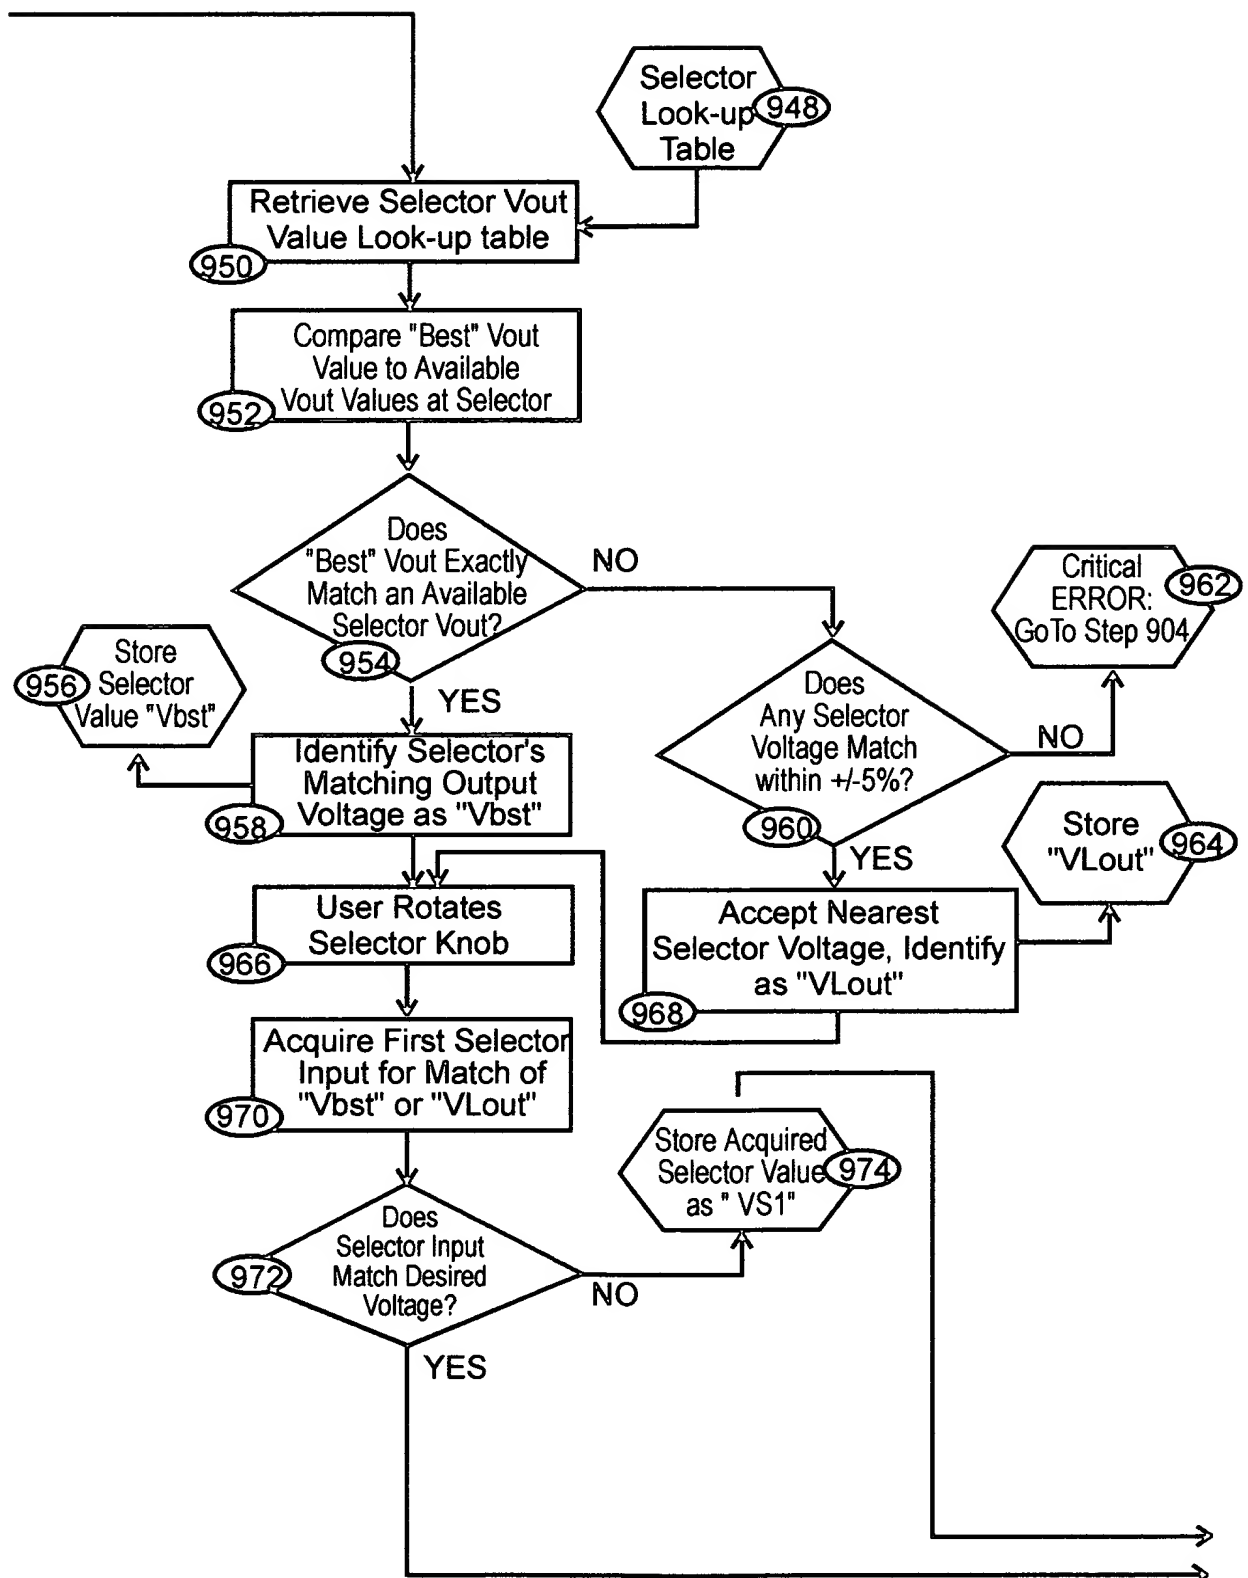 Selector
Look-up
Table
948
Retrieve Selector Vout
Value Look-up table
950
Compare "Best" Vout
Value to Available
Vout Values at Selector
952
Does
"Best" Vout Exactly
Match an Available
Selector Vout?
954
NO
YES
Critical
ERROR:
GoTo Step 904
962
Store
Selector
Value "Vbst"
956
Does
Any Selector
Voltage Match
within +/-5%?
960
NO
YES
Identify Selector's
Matching Output
Voltage as "Vbst"
958
Store
"VLout"
964
User Rotates
Selector Knob
966
Accept Nearest
Selector Voltage, Identify
as "VLout"
968
Acquire First Selector
Input for Match of
"Vbst" or "VLout"
970
Store Acquired
Selector Value
as " VS1"
974
Does
Selector Input
Match Desired
Voltage?
972
NO
YES